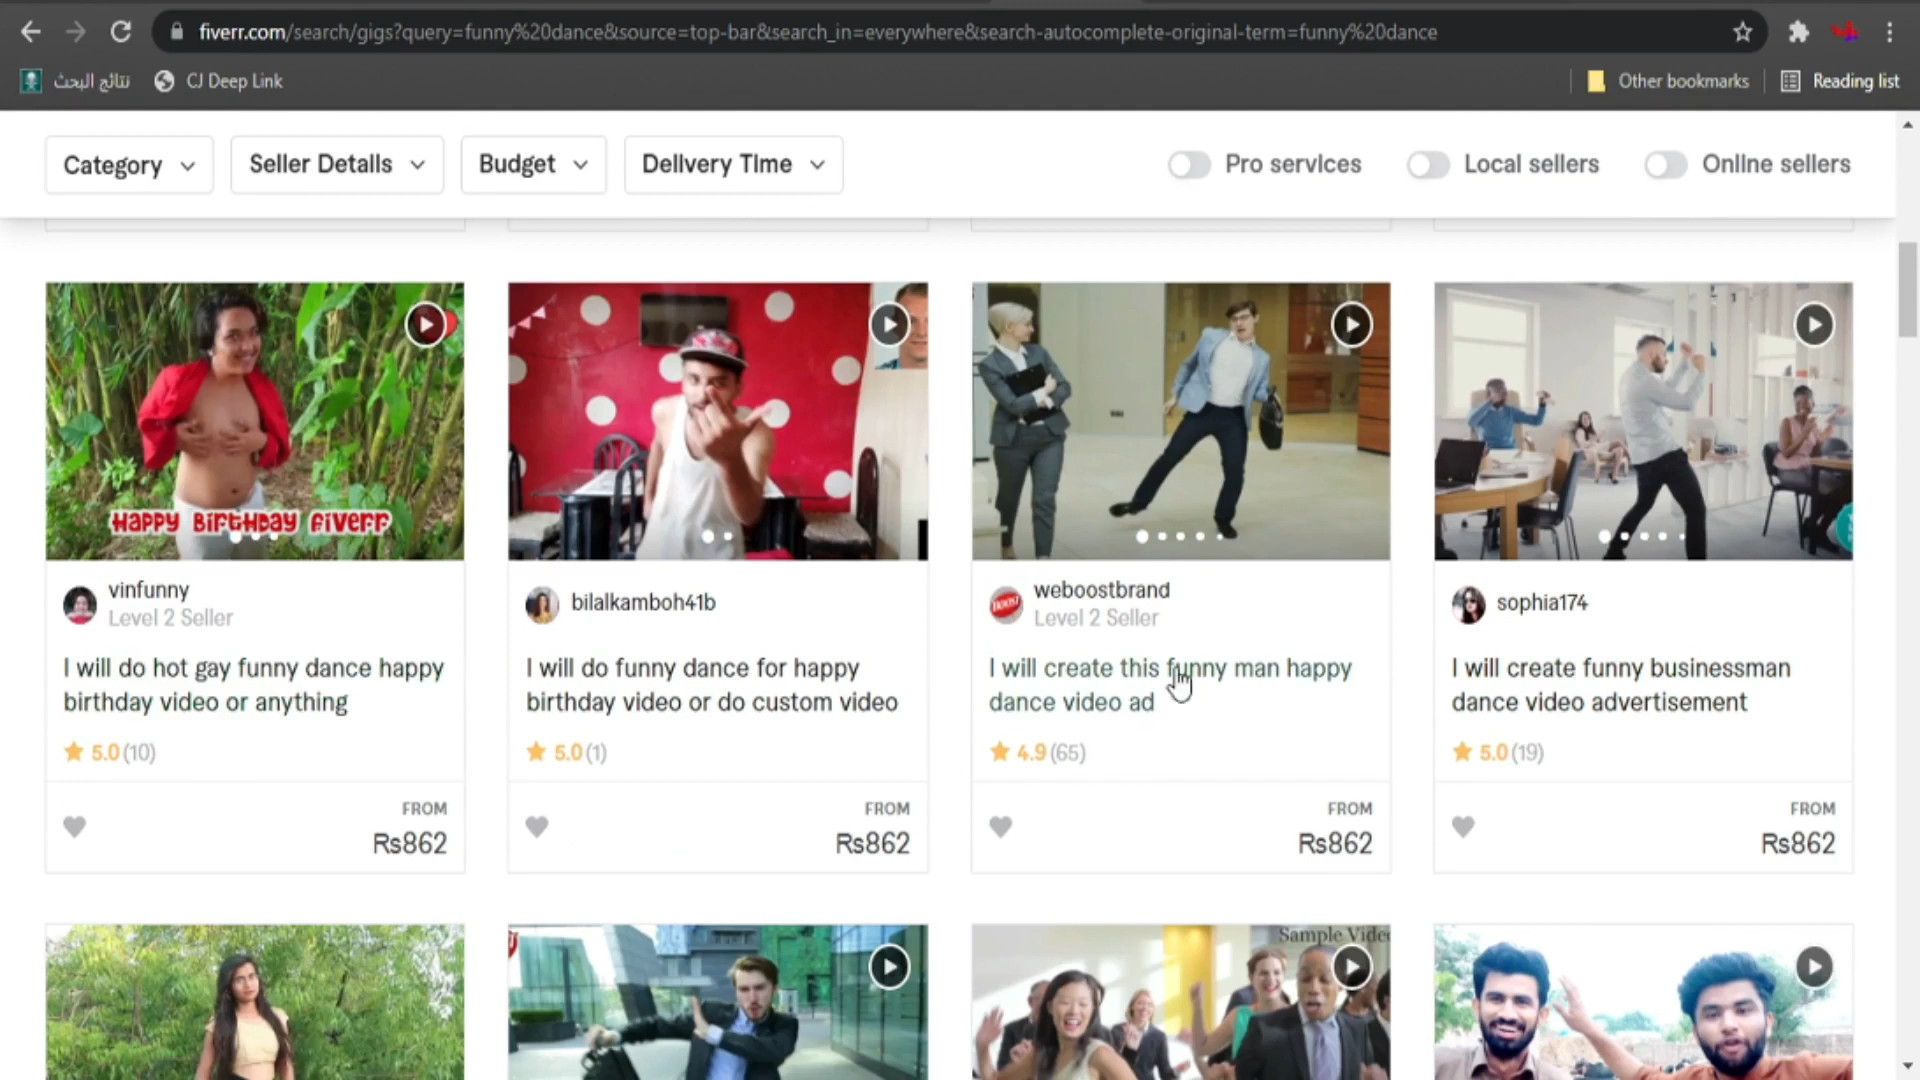 fiverr.com/search/gigs?query=funny%20dance&source=top-bar&search_in=everywhere&search-autocomplete-original-term=funny%20dance
نتائج البحث
CJ Deep Link
Other bookmarks
Reading list
Category
Seller Details
Budget
Delivery Time
Pro services
Local sellers
Online sellers
HAPPY BIRTHDAY FIVERR
vinfunny
Level 2 Seller
I will do hot gay funny dance happy
birthday video or anything
5.0 (10)
FROM
Rs862
bilalkamboh41b
I will do funny dance for happy
birthday video or do custom video
5.0 (1)
FROM
Rs862
BOOST
weboostbrand
Level 2 Seller
I will create this funny man happy
dance video ad
4.9 (65)
FROM
Rs862
sophia174
I will create funny businessman
dance video advertisement
5.0 (19)
FROM
Rs862
Sample Video